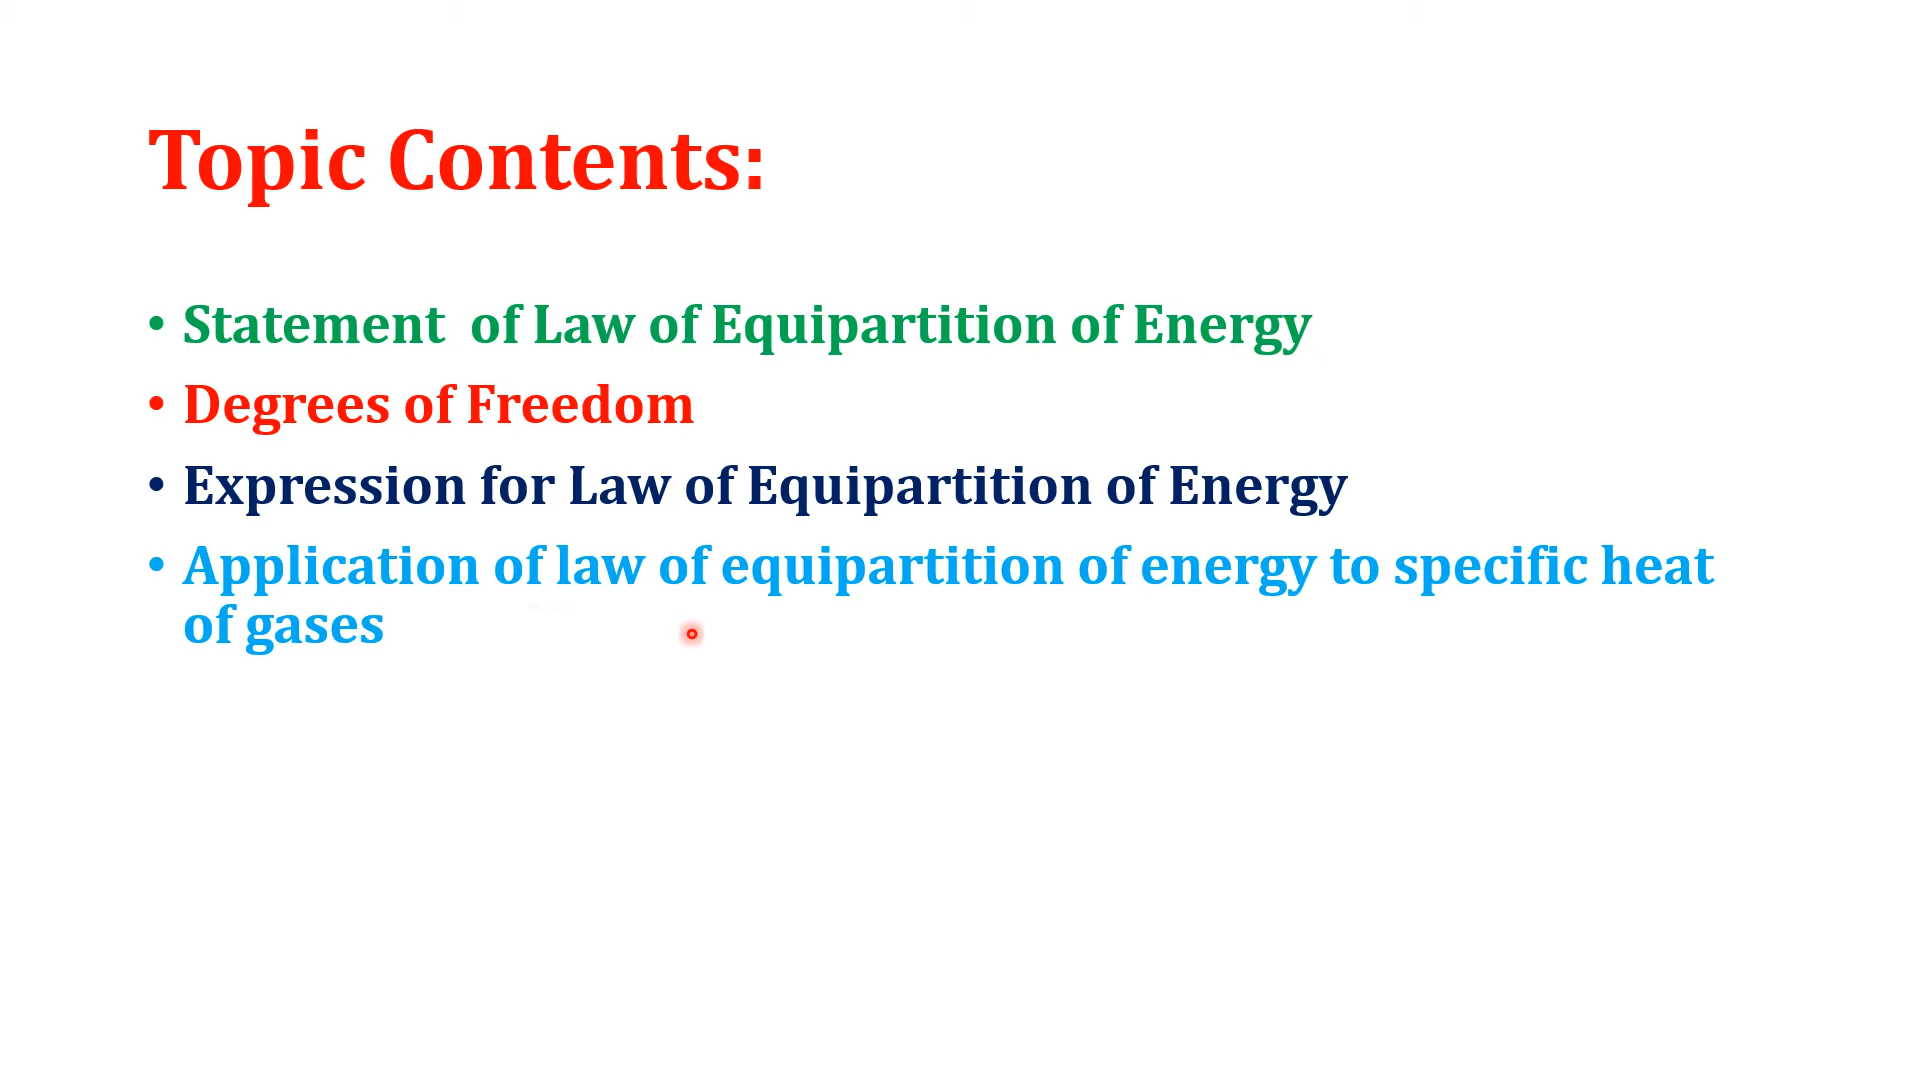 Topic Contents:
• Statement  of Law of Equipartition of Energy
• Degrees of Freedom
• Expression for Law of Equipartition of Energy
• Application of law of equipartition of energy to specific heat
of gases